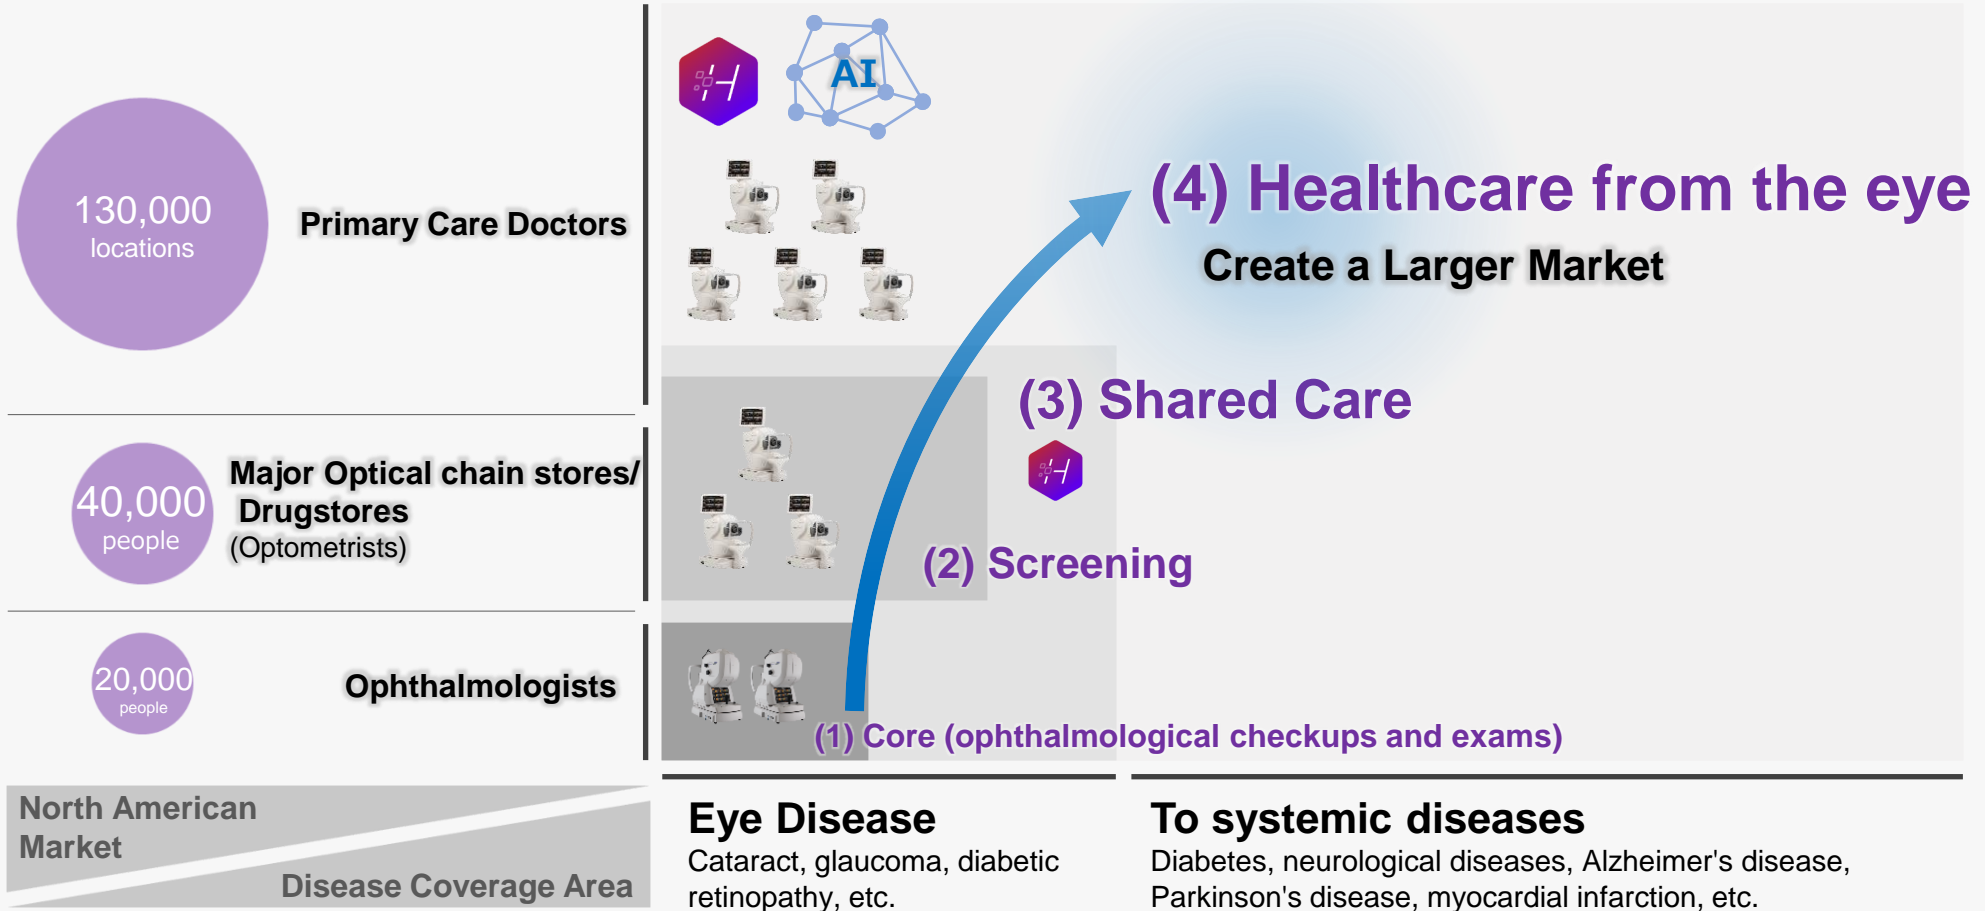 AI
130,000
locations
Primary Care Doctors
(4) Healthcare from the eye
Create a Larger Market
(3) Shared Care
40,000
people
Major Optical chain stores/
Drugstores
(Optometrists)
(2) Screening
20,000
people
Ophthalmologists
(1) Core (ophthalmological checkups and exams)
North American
Market
Disease Coverage Area
Eye Disease
Cataract, glaucoma, diabetic
retinopathy, etc.
To systemic diseases
Diabetes, neurological diseases, Alzheimer's disease,
Parkinson's disease, myocardial infarction, etc.